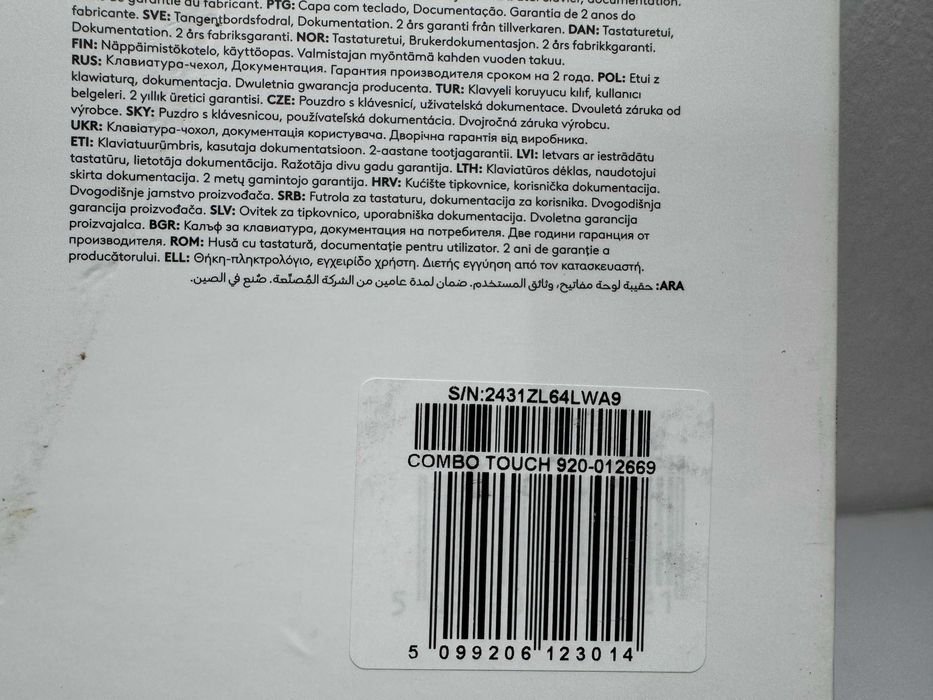 de garantie du fabricant. PTG: Capa com teclado, Documentação. Garantia de 2 anos do
fabricante. SVE: Tangentbordsfodral, Dokumentation. 2 års garanti från tillverkaren. DAN: Tastaturetui,
Dokumentation. 2 års fabriksgaranti. NOR: Tastaturetui, Brukerdokumentasjon. 2 års fabrikkgaranti.
FIN: Näppäimistökotelo, käyttöopas. Valmistajan myöntämä kahden vuoden takuu.
RUS: Клавиатура-чехол, Документация. Гарантия производителя сроком на 2 года. POL: Etui z
klawiaturą, dokumentacja. Dwuletnia gwarancja producenta. TUR: Klavyeli koruyucu kılıf, kullanıcı
belgeleri. 2 yıllık üretici garantisi. CZE: Pouzdro s klávesnicí, uživatelská dokumentace. Dvouletá záruka od
výrobce. SKY: Puzdro s klávesnicou, používateľská dokumentácia. Dvojročná záruka výrobcu.
UKR: Клавіатура-чохол, документація користувача. Дворічна гарантія від виробника.
ETI: Klaviatuurümbris, kasutaja dokumentatsioon. 2-aastane tootjagarantii. LVI: Ietvars ar iestrādātu
tastatūru, lietotāja dokumentācija. Ražotāja divu gadu garantija. LTH: Klaviatūros dėklas, naudotojui
skirta dokumentacija. 2 metų gamintojo garantija. HRV: Kućište tipkovnice, korisnička dokumentacija.
Dvogodišnje jamstvo proizvođača. SRB: Futrola za tastaturu, dokumentacija za korisnika. Dvogodišnja
garancija proizvođača. SLV: Ovitek za tipkovnico, uporabniška dokumentacija. Dvoletna garancija
proizvajalca. BGR: Калъф за клавиатура, документация на потребителя. Две години гаранция от
производителя. ROM: Husă cu tastatură, documentație pentru utilizator. 2 ani de garanție a
producătorului. ELL: Θήκη-πληκτρολόγιο, εγχειρίδιο χρήστη. Διετής εγγύηση από τον κατασκευαστή.
ARA: حقيبة لوحة مفاتيح، وثائق المستخدم. ضمان لمدة عامين من الشركة المُصنّعة. صُنع في الصين.
S/N:2431ZL64LWA9
COMBO TOUCH 920-012669
5 099206 123014